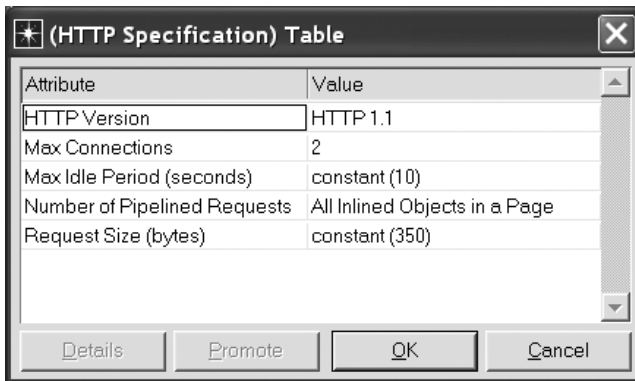 (HTTP Specification) Table
Attribute Value
HTTP Version HTTP 1.1
Max Connections 2
Max Idle Period (seconds) constant (10)
Number of Pipelined Requests All Inlined Objects in a Page
Request Size (bytes) constant (350)
Details Promote OK Cancel